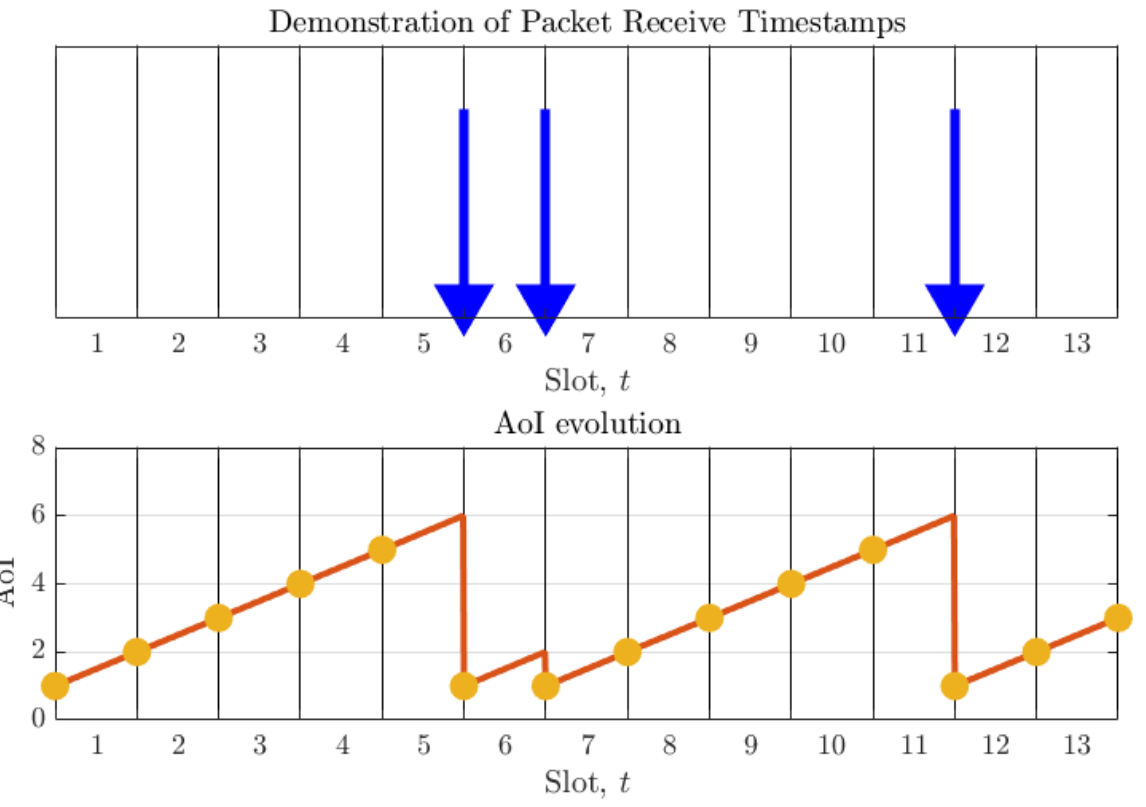 Demonstration of Packet Receive Timestamps
1 2 3 4 5 6 7 8 9 10 11 12 13
Slot, t
AoI evolution
8
6
4
2
0
AoI
1 2 3 4 5 6 7 8 9 10 11 12 13
Slot, t